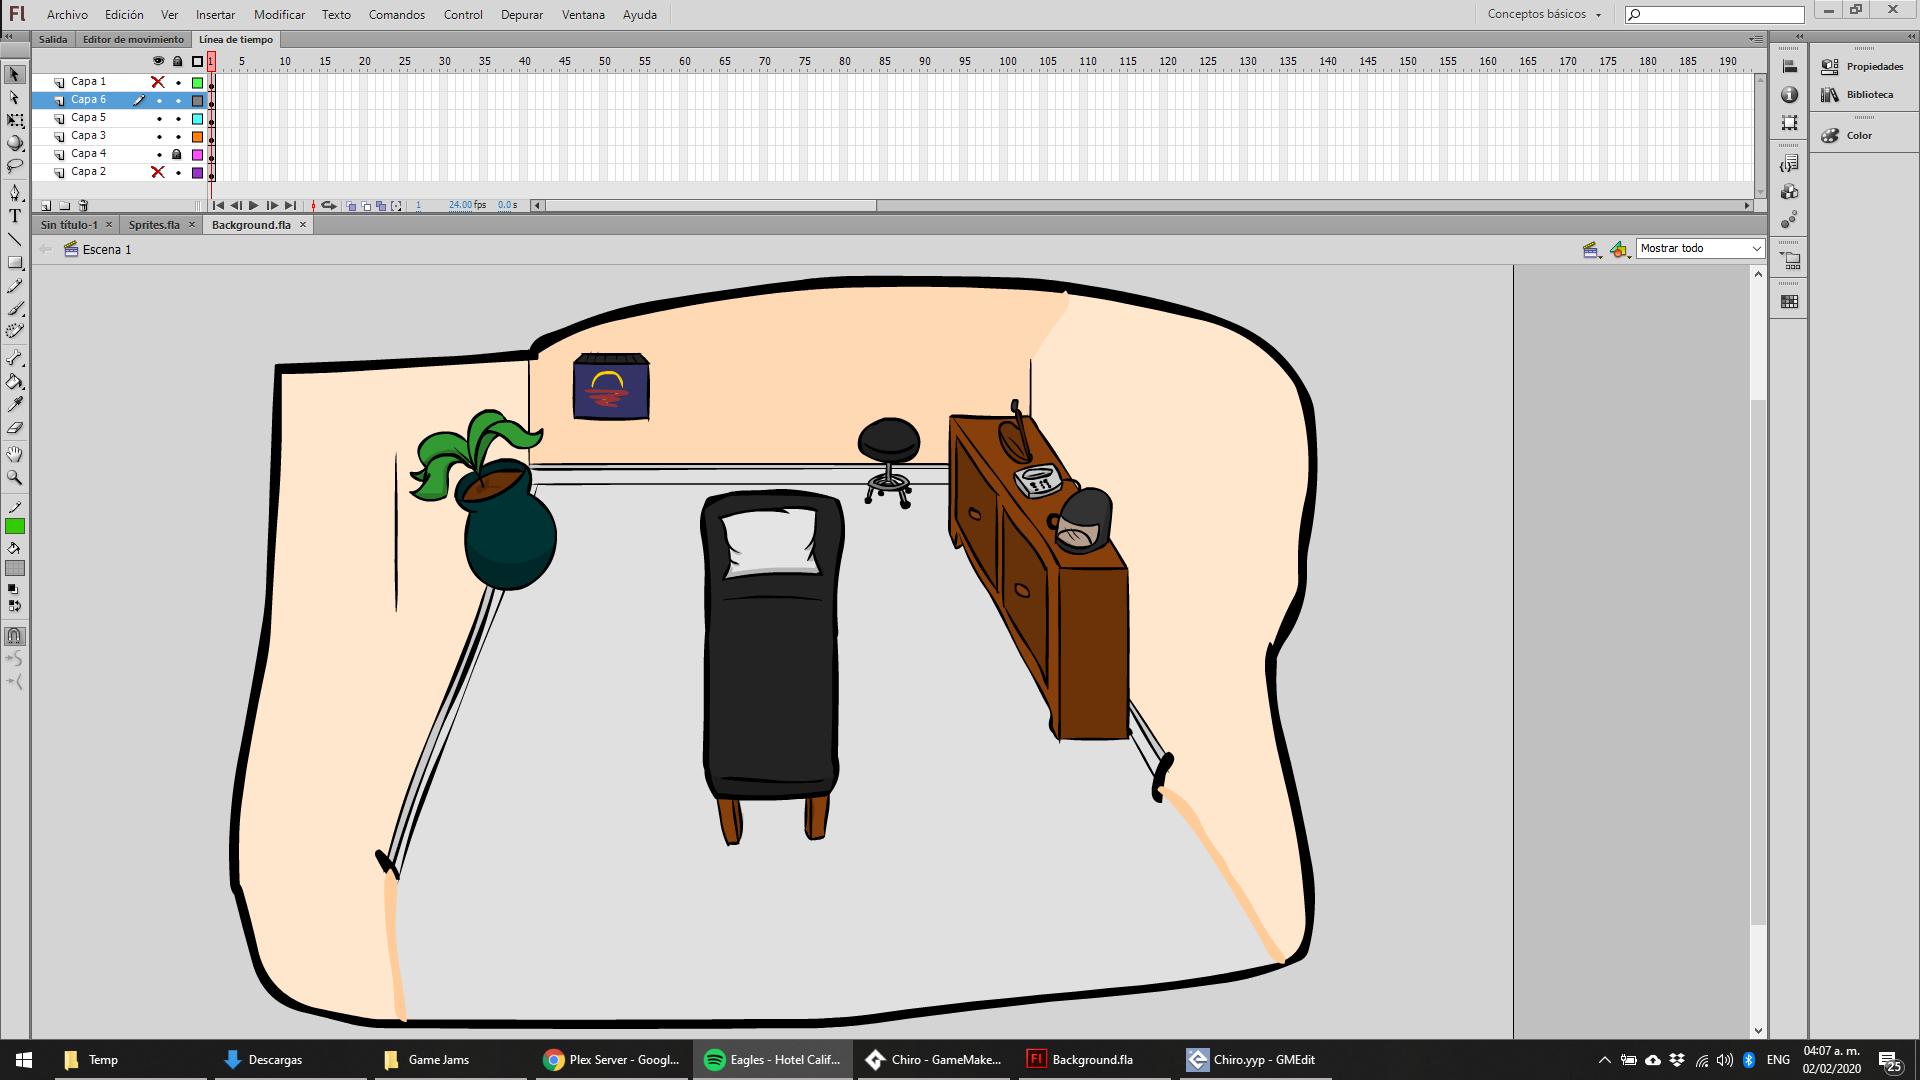 Fl Archivo Edición Ver Insertar Modificar Texto Comandos Control Depurar Ventana Ayuda Conceptos básicos
Salida Editor de movimiento Línea de tiempo
1 5 10 15 20 25 30 35 40 45 50 55 60 65 70 75 80 85 90 95 100 105 110 115 120 125 130 135 140 145 150 155 160 165 170 175 180 185 190
Capa 1
Capa 6
Capa 5
Capa 3
Capa 4
Capa 2
1 24.00 fps 0.0 s
Sin título-1 Sprites.fla Background.fla
Escena 1 Mostrar todo
Propiedades
Biblioteca
Color
Temp Descargas Game Jams Plex Server - Googl... Eagles - Hotel Calif... Chiro - GameMake... Fl Background.fla Chiro.yyp - GMEdit ENG 04:07 a. m.
02/02/2020 25